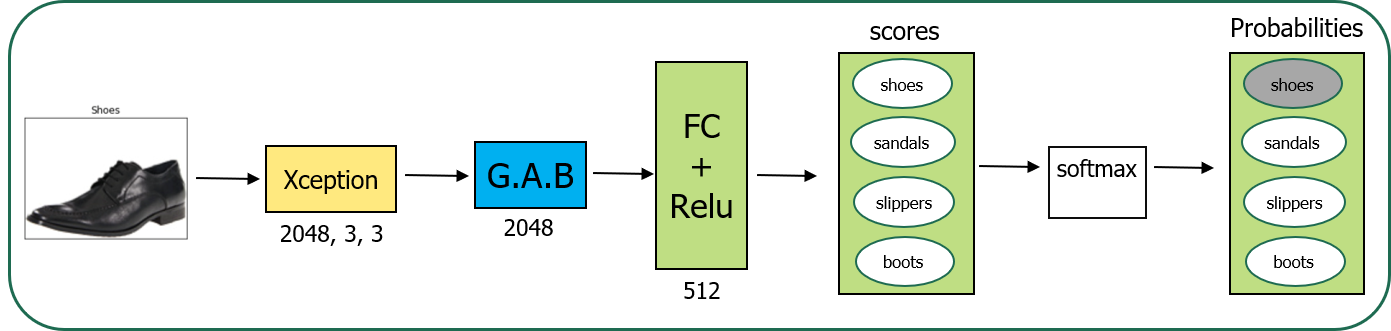 Shoes
Xception
2048, 3, 3
G.A.B
2048
FC
+
Relu
512
scores
shoes
sandals
slippers
boots
softmax
Probabilities
shoes
sandals
slippers
boots